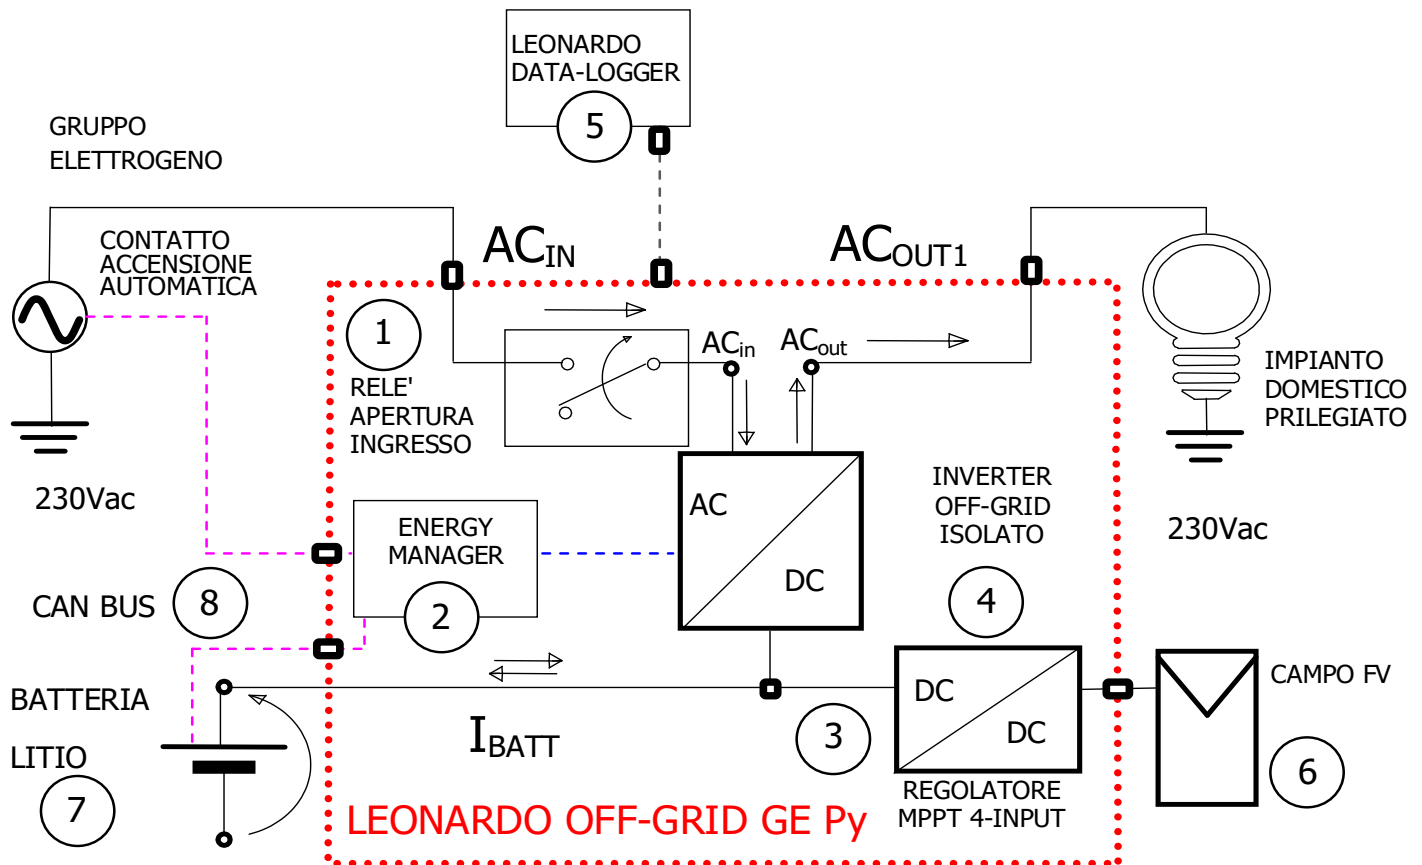 LEONARDO
DATA-LOGGER
5
GRUPPO
ELETTROGENO
CONTATTO
ACCENSIONE
AUTOMATICA
AC_IN
AC_OUT1
1
RELE'
APERTURA
INGRESSO
AC_in
AC_out
IMPIANTO
DOMESTICO
PRILEGIATO
230Vac
ENERGY
MANAGER
2
AC
DC
INVERTER
OFF-GRID
ISOLATO
4
230Vac
CAN BUS
8
BATTERIA
LITIO
7
I_BATT
3
DC
DC
REGOLATORE
MPPT 4-INPUT
CAMPO FV
6
LEONARDO OFF-GRID GE Py